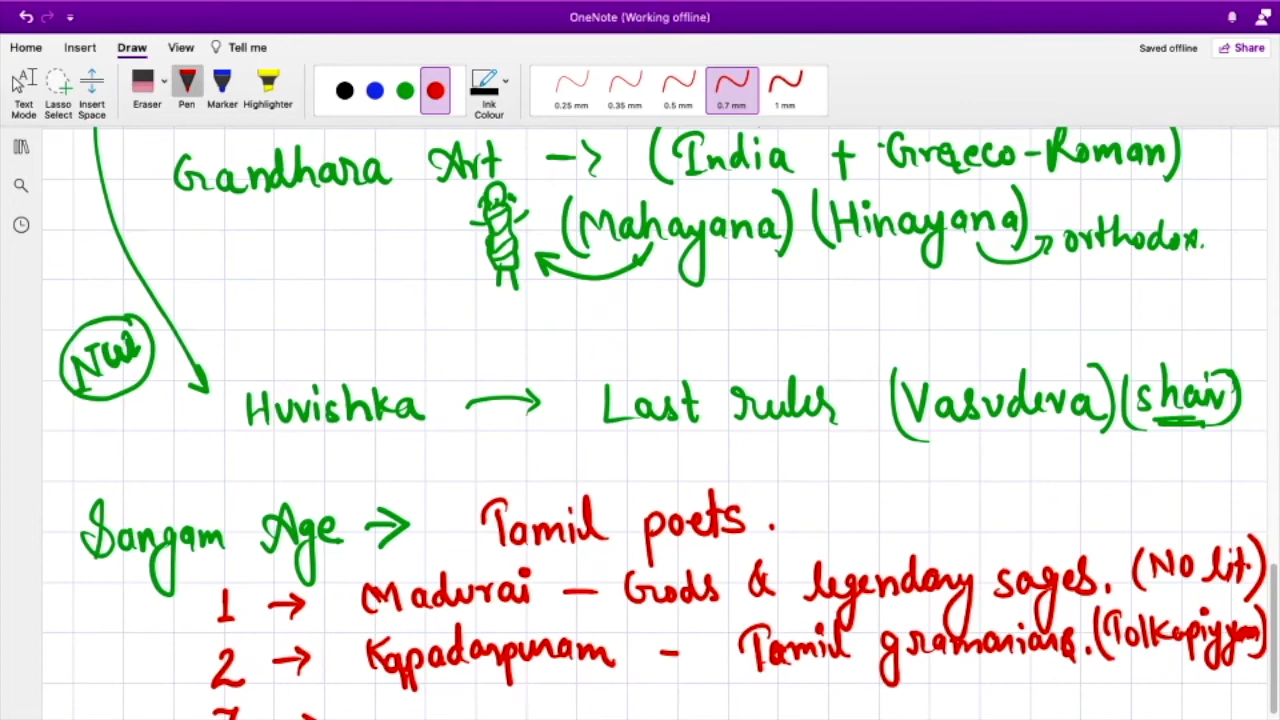 OneNote (Working offline)
Home Insert Draw View Tell me
Saved offline Share
Text Mode
Lasso Select
Insert Space
Eraser
Pen
Marker
Highlighter
Ink Colour
0.25 mm 0.35 mm 0.5 mm 0.7 mm 1 mm
Gandhara Art -> (India + Graeco-Roman)
(Mahayana) (Hinayana) orthodox.
Huvishka -> Last ruler (Vasudeva) (shaiv)
Sangam Age -> Tamil poets.
1 -> Madurai - Gods & legendary sages. (No lit)
2 -> Kapadarpuram - Tamil gramarians. (Tolkapiyyam)